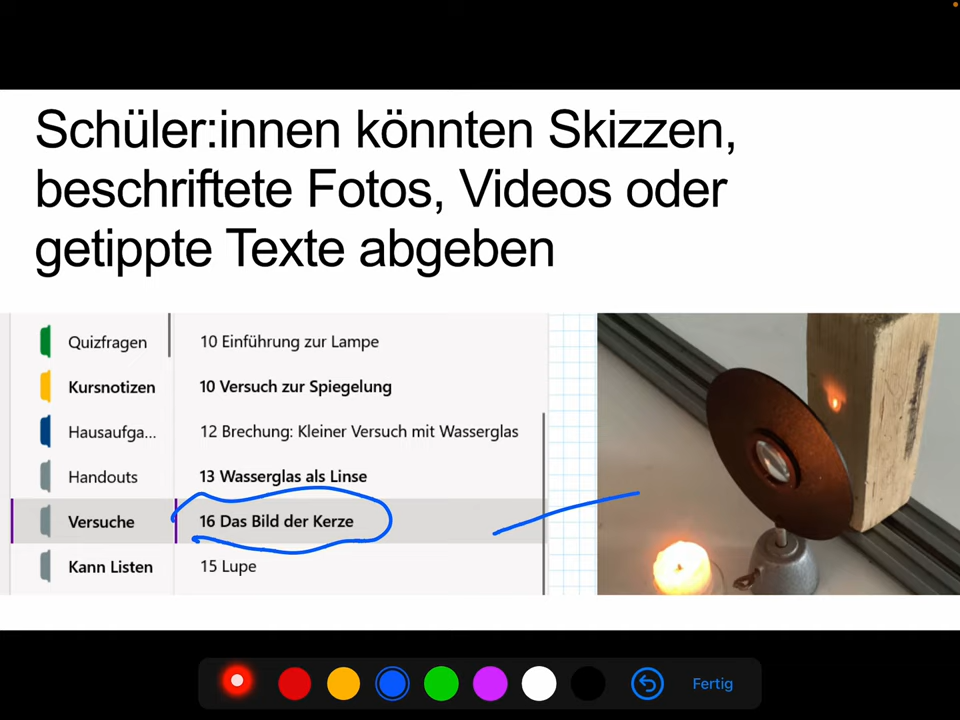 Schüler:innen könnten Skizzen,
beschriftete Fotos, Videos oder
getippte Texte abgeben
Quizfragen
Kursnotizen
Hausaufga...
Handouts
Versuche
Kann Listen
10 Einführung zur Lampe
10 Versuch zur Spiegelung
12 Brechung: Kleiner Versuch mit Wasserglas
13 Wasserglas als Linse
16 Das Bild der Kerze
15 Lupe
Fertig